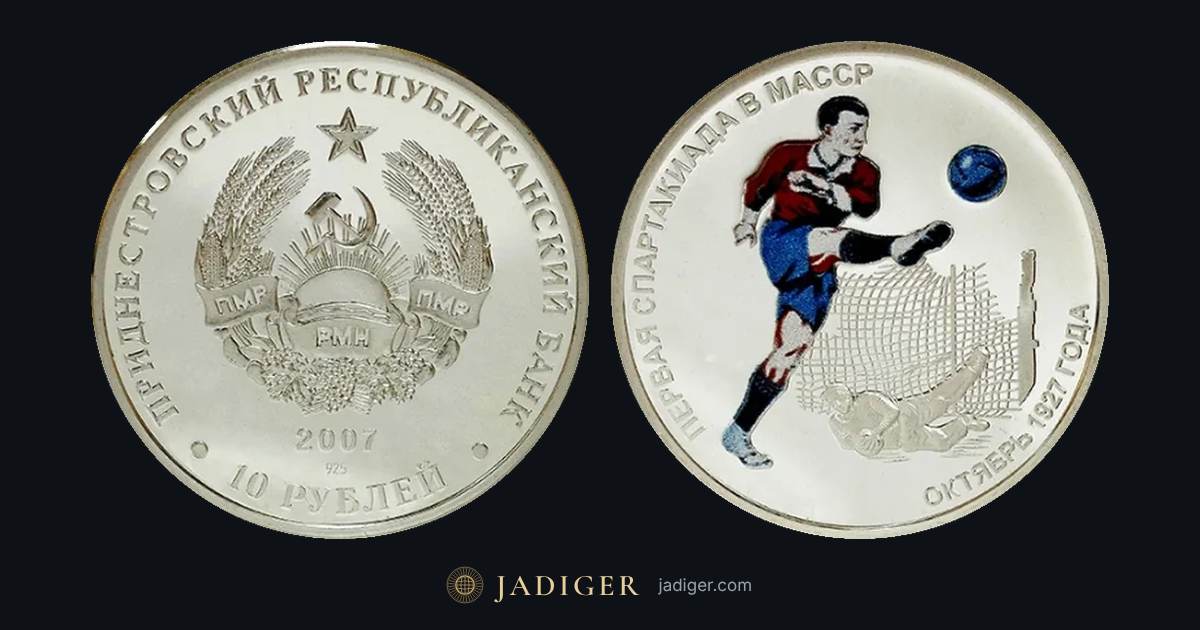 ПРИДНЕСТРОВСКИЙ РЕСПУБЛИКАНСКИЙ БАНК
ПМР
ПМР
РМН
2007
925
10 РУБЛЕЙ
ПЕРВАЯ СПАРТАКИАДА В МАССР
ОКТЯБРЬ 1927 ГОДА
JADIGER
jadiger.com